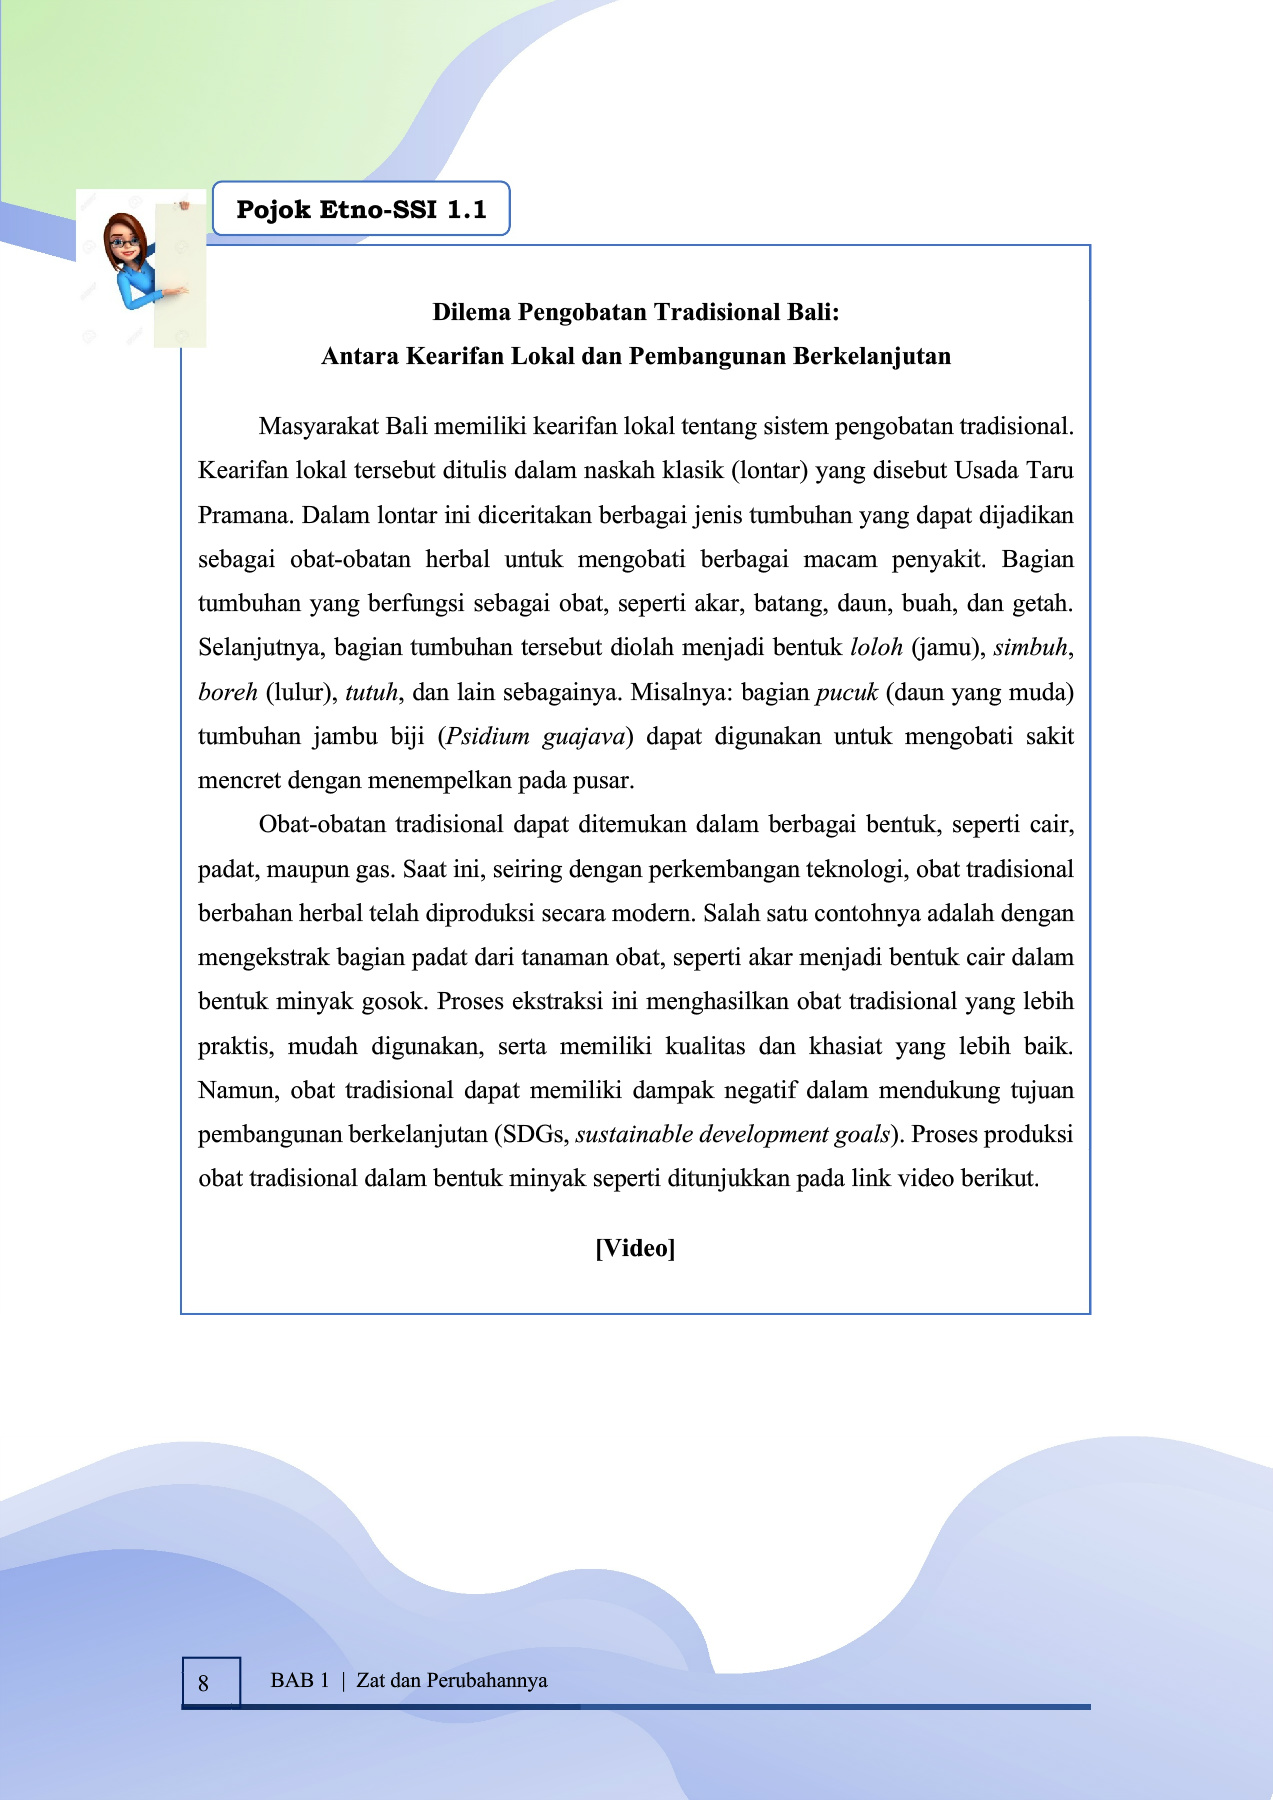 Pojok Etno-SSI 1.1
Dilema Pengobatan Tradisional Bali:
Antara Kearifan Lokal dan Pembangunan Berkelanjutan
Masyarakat Bali memiliki kearifan lokal tentang sistem pengobatan tradisional.
Kearifan lokal tersebut ditulis dalam naskah klasik (lontar) yang disebut Usada Taru
Pramana. Dalam lontar ini diceritakan berbagai jenis tumbuhan yang dapat dijadikan
sebagai obat-obatan herbal untuk mengobati berbagai macam penyakit. Bagian
tumbuhan yang berfungsi sebagai obat, seperti akar, batang, daun, buah, dan getah.
Selanjutnya, bagian tumbuhan tersebut diolah menjadi bentuk loloh (jamu), simbuh,
boreh (lulur), tutuh, dan lain sebagainya. Misalnya: bagian pucuk (daun yang muda)
tumbuhan jambu biji (Psidium guajava) dapat digunakan untuk mengobati sakit
mencret dengan menempelkan pada pusar.
Obat-obatan tradisional dapat ditemukan dalam berbagai bentuk, seperti cair,
padat, maupun gas. Saat ini, seiring dengan perkembangan teknologi, obat tradisional
berbahan herbal telah diproduksi secara modern. Salah satu contohnya adalah dengan
mengekstrak bagian padat dari tanaman obat, seperti akar menjadi bentuk cair dalam
bentuk minyak gosok. Proses ekstraksi ini menghasilkan obat tradisional yang lebih
praktis, mudah digunakan, serta memiliki kualitas dan khasiat yang lebih baik.
Namun, obat tradisional dapat memiliki dampak negatif dalam mendukung tujuan
pembangunan berkelanjutan (SDGs, sustainable development goals). Proses produksi
obat tradisional dalam bentuk minyak seperti ditunjukkan pada link video berikut.
[Video]
8
BAB 1 | Zat dan Perubahannya